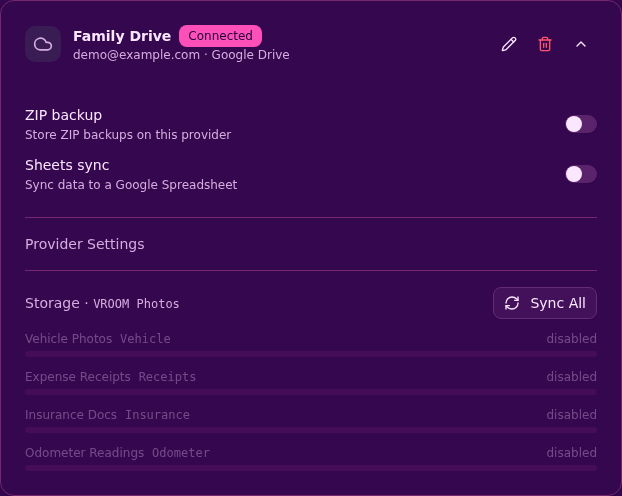 Family Drive Connected
demo@example.com · Google Drive
ZIP backup
Store ZIP backups on this provider
Sheets sync
Sync data to a Google Spreadsheet
Provider Settings
Storage · VROOM Photos Sync All
Vehicle Photos Vehicle disabled
Expense Receipts Receipts disabled
Insurance Docs Insurance disabled
Odometer Readings Odometer disabled